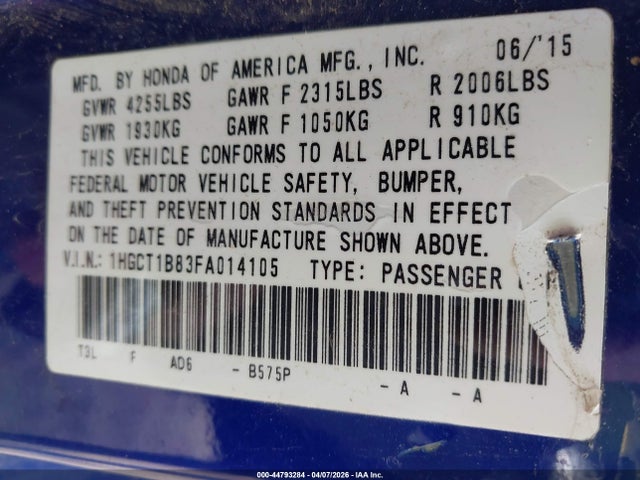 MFD. BY HONDA OF AMERICA MFG., INC. 06/'15
GVWR 4255LBS GAWR F 2315LBS R 2006LBS
GVWR 1930KG GAWR F 1050KG R 910KG
THIS VEHICLE CONFORMS TO ALL APPLICABLE
FEDERAL MOTOR VEHICLE SAFETY, BUMPER,
AND THEFT PREVENTION STANDARDS IN EFFECT
ON THE DATE OF MANUFACTURE SHOWN ABOVE.
V.I.N.: 1HGCT1B83FA014105 TYPE: PASSENGER
T3L F AD6 - B575P - A - A
000-44793284 | 04/07/2026 | IAA Inc.